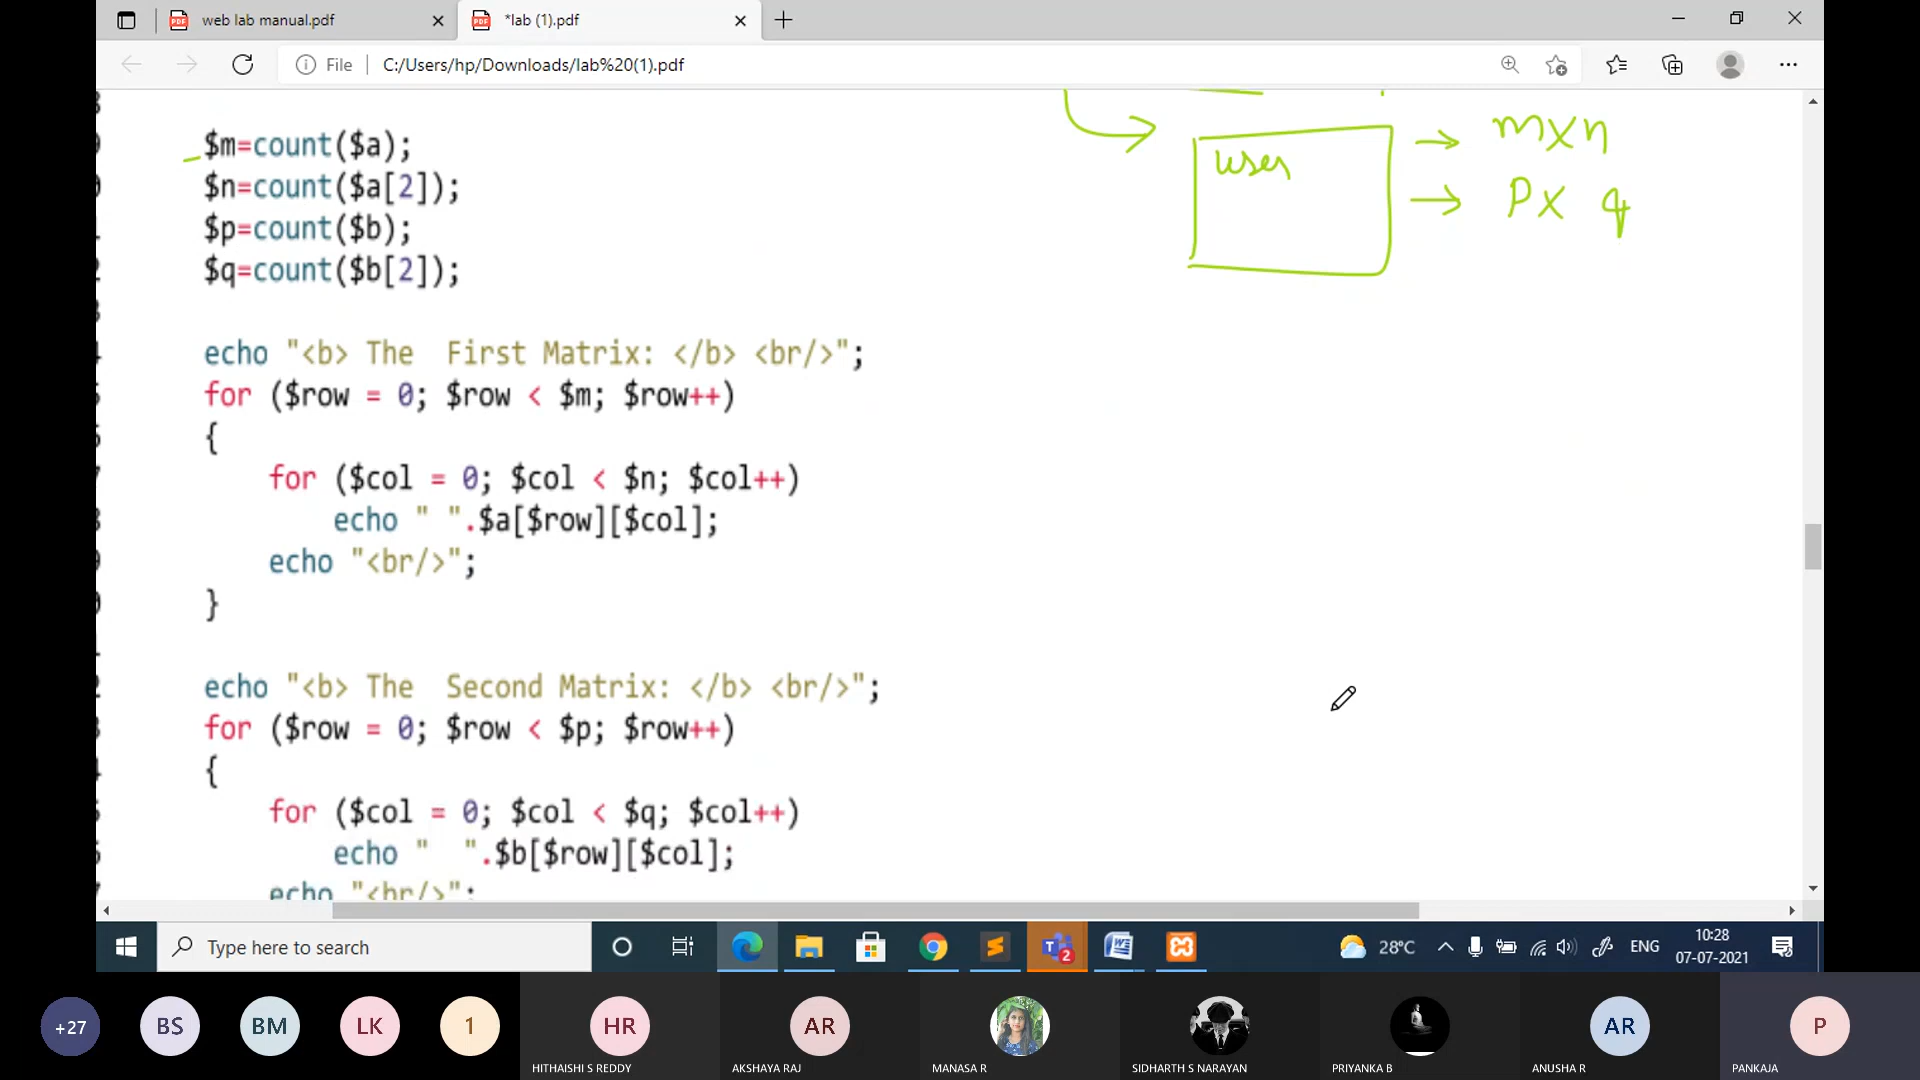 web lab manual.pdf
*lab (1).pdf
File
C:/Users/hp/Downloads/lab%20(1).pdf
$m=count($a);
$n=count($a[2]);
$p=count($b);
$q=count($b[2]);
user
mxn
PX q
echo "<b> The  First Matrix: </b> <br/>";
for ($row = 0; $row < $m; $row++)
{
for ($col = 0; $col < $n; $col++)
echo " ".$a[$row][$col];
echo "<br/>";
}
echo "<b> The  Second Matrix: </b> <br/>";
for ($row = 0; $row < $p; $row++)
{
for ($col = 0; $col < $q; $col++)
echo "  ".$b[$row][$col];
echo "<br/>";
Type here to search
28°C
ENG
10:28
07-07-2021
2
+27
BS
BM
LK
1
HR
AR
AR
P
HITHAISHI S REDDY
AKSHAYA RAJ
MANASA R
SIDHARTH S NARAYAN
PRIYANKA B
ANUSHA R
PANKAJA